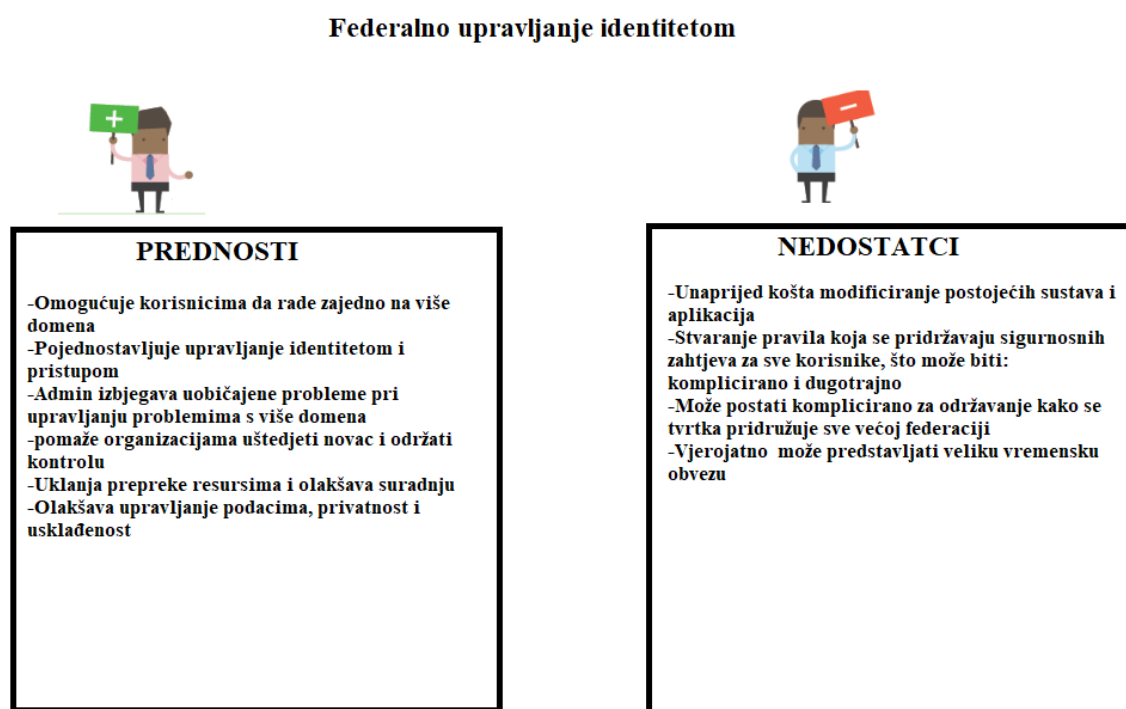 Federalno upravljanje identitetom
+
−
PREDNOSTI
-Omogućuje korisnicima da rade zajedno na više
domena
-Pojednostavljuje upravljanje identitetom i
pristupom
-Admin izbjegava uobičajene probleme pri
upravljanju problemima s više domena
-pomaže organizacijama uštedjeti novac i održati
kontrolu
-Uklanja prepreke resursima i olakšava suradnju
-Olakšava upravljanje podacima, privatnost i
usklađenost
NEDOSTATCI
-Unaprijed košta modificiranje postojećih sustava i
aplikacija
-Stvaranje pravila koja se pridržavaju sigurnosnih
zahtjeva za sve korisnike, što može biti:
komplicirano i dugotrajno
-Može postati komplicirano za održavanje kako se
tvrtka pridružuje sve većoj federaciji
-Vjerojatno  može predstavljati veliku vremensku
obvezu